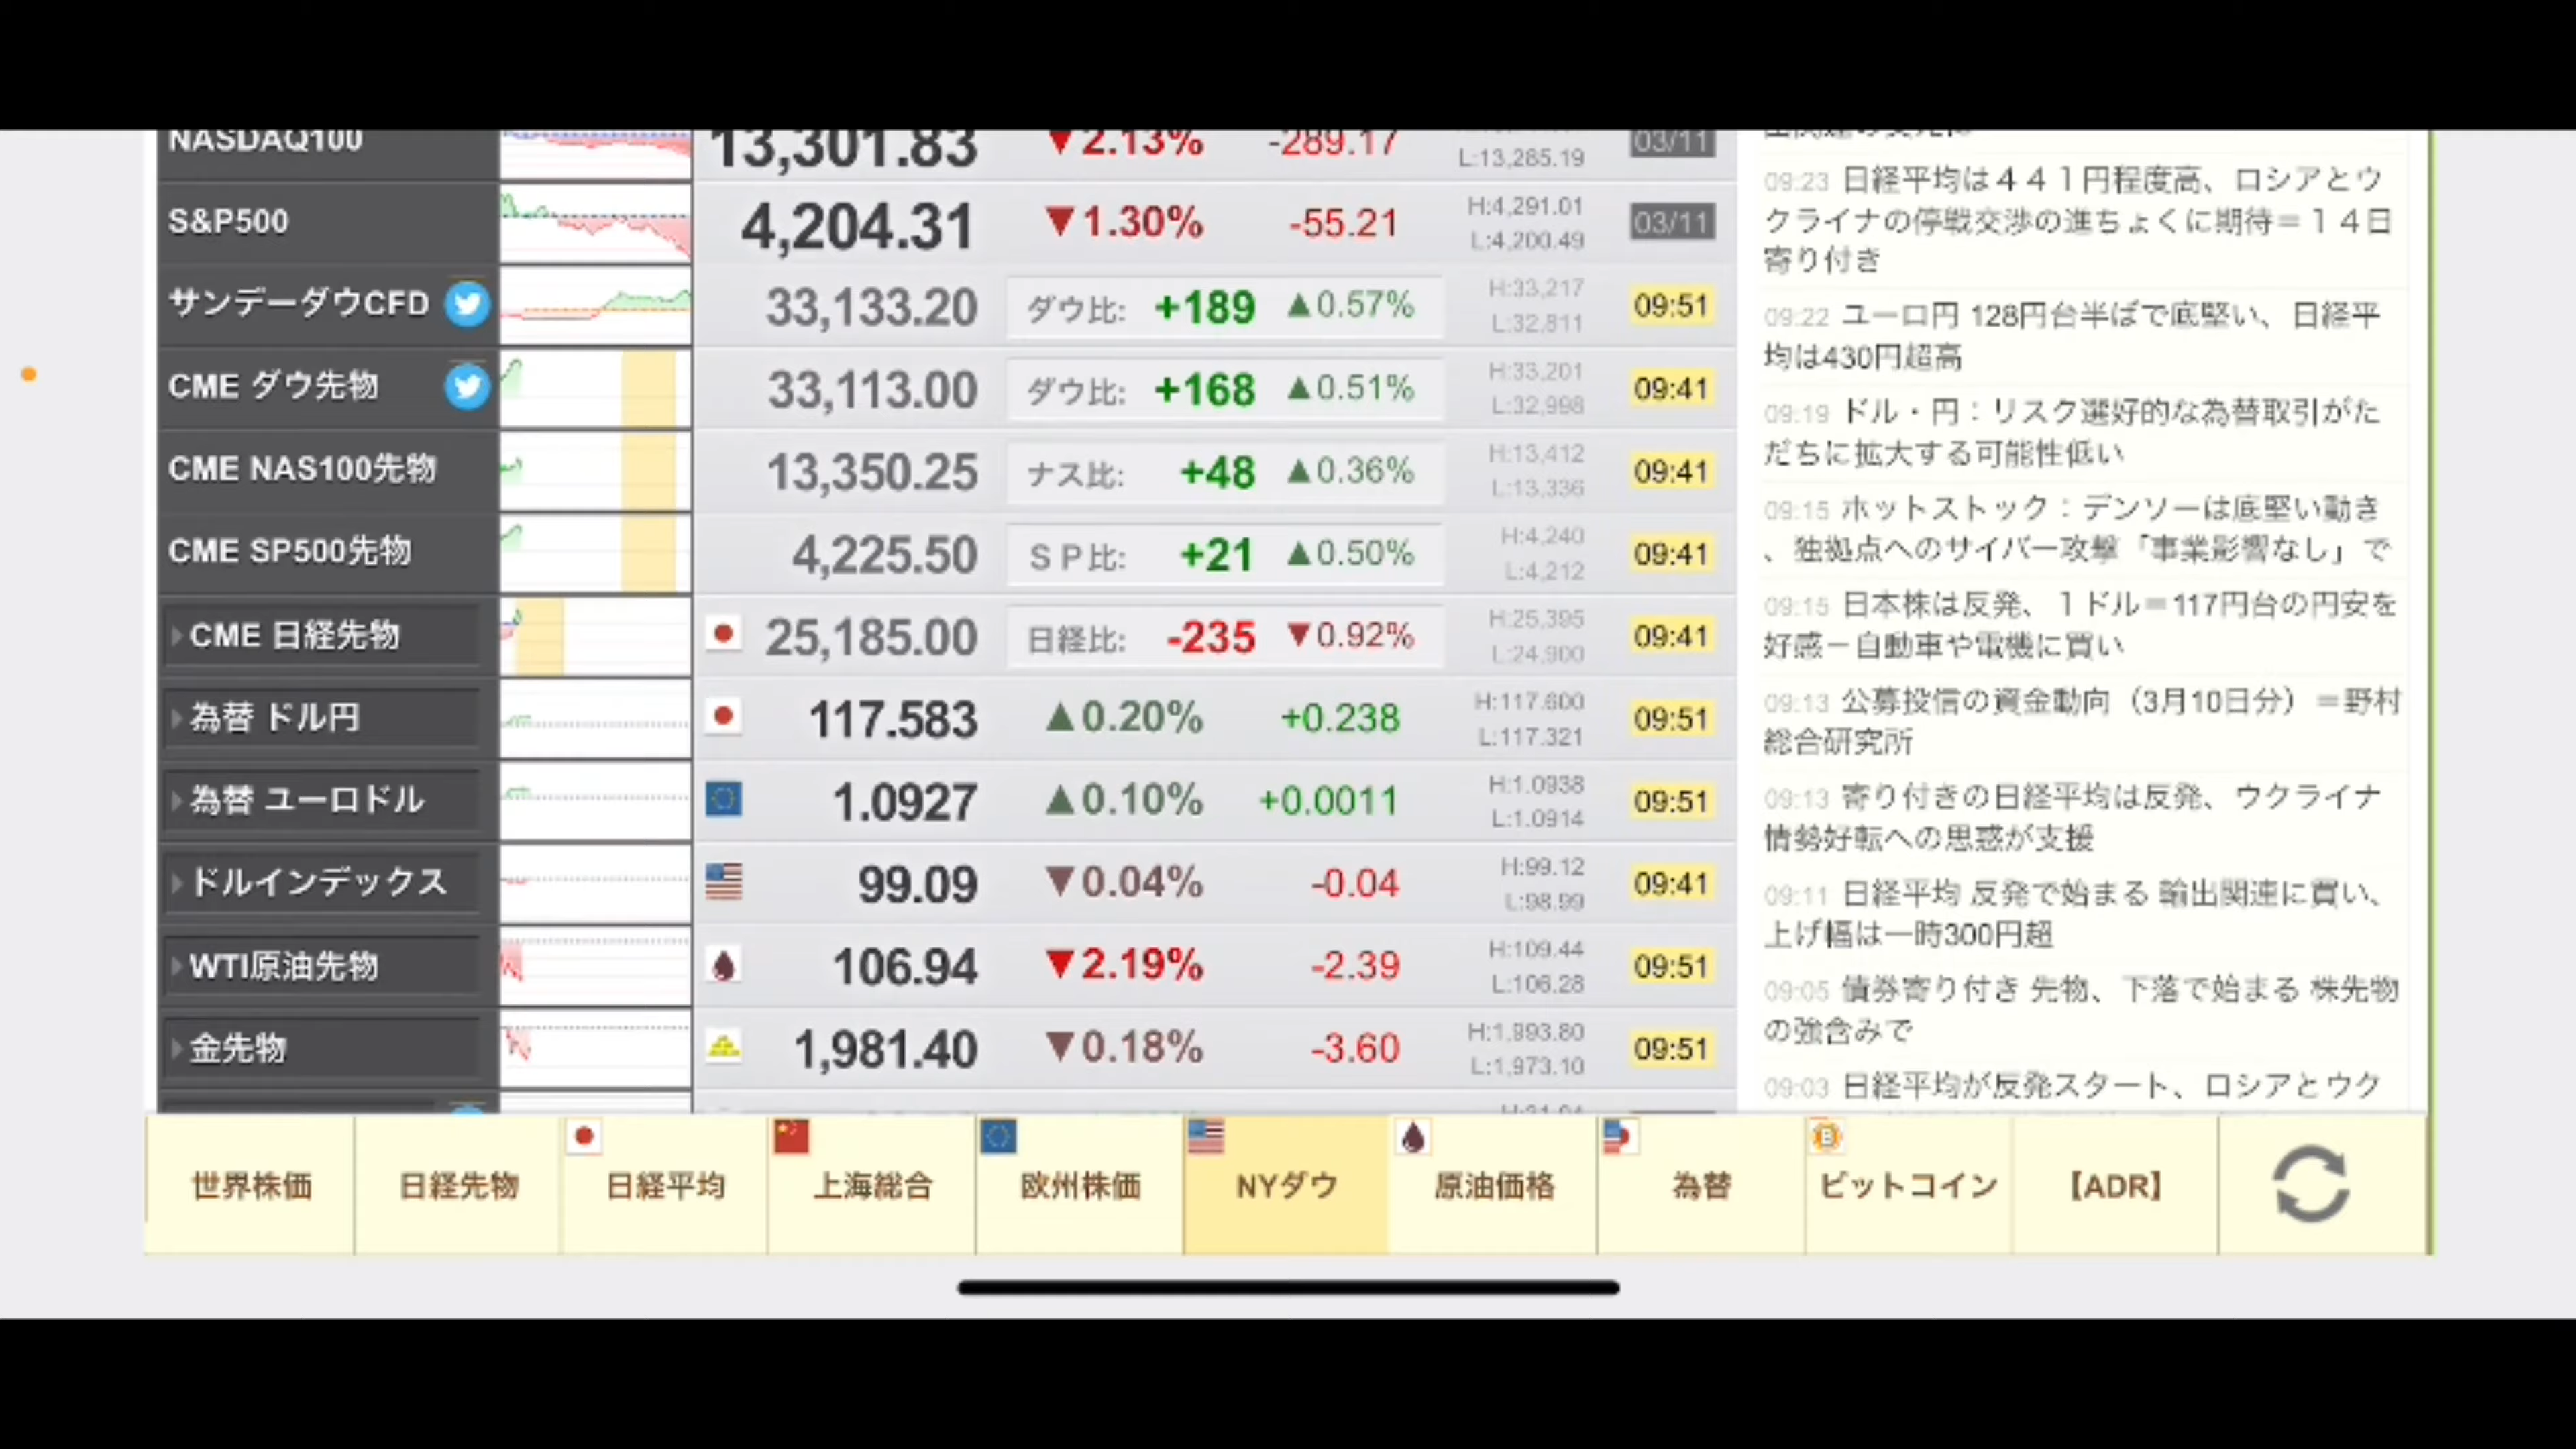 NASDAQ100 13,301.83 ▼2.13% -289.17 L:13,285.19 03/11
S&P500 4,204.31 ▼1.30% -55.21 H:4,291.01 L:4,200.49 03/11
サンデーダウCFD 33,133.20 ダウ比: +189 ▲0.57% H:33,217 L:32,811 09:51
CME ダウ先物 33,113.00 ダウ比: +168 ▲0.51% H:33,201 L:32,998 09:41
CME NAS100先物 13,350.25 ナス比: +48 ▲0.36% H:13,412 L:13,336 09:41
CME SP500先物 4,225.50 ＳＰ比: +21 ▲0.50% H:4,240 L:4,212 09:41
CME 日経先物 25,185.00 日経比: -235 ▼0.92% H:25,395 L:24,900 09:41
為替 ドル円 117.583 ▲0.20% +0.238 H:117.600 L:117.321 09:51
為替 ユーロドル 1.0927 ▲0.10% +0.0011 H:1.0938 L:1.0914 09:51
ドルインデックス 99.09 ▼0.04% -0.04 H:99.12 L:98.99 09:41
WTI原油先物 106.94 ▼2.19% -2.39 H:109.44 L:106.28 09:51
金先物 1,981.40 ▼0.18% -3.60 H:1,993.80 L:1,973.10 09:51
09:23 日経平均は４４１円程度高、ロシアとウ
クライナの停戦交渉の進ちょくに期待＝１４日
寄り付き
09:22 ユーロ円 128円台半ばで底堅い、日経平
均は430円超高
09:19 ドル・円：リスク選好的な為替取引がた
だちに拡大する可能性低い
09:15 ホットストック：デンソーは底堅い動き
、独拠点へのサイバー攻撃「事業影響なし」で
09:15 日本株は反発、１ドル＝117円台の円安を
好感－自動車や電機に買い
09:13 公募投信の資金動向（3月10日分）＝野村
総合研究所
09:13 寄り付きの日経平均は反発、ウクライナ
情勢好転への思惑が支援
09:11 日経平均 反発で始まる 輸出関連に買い、
上げ幅は一時300円超
09:05 債券寄り付き 先物、下落で始まる 株先物
の強含みで
09:03 日経平均が反発スタート、ロシアとウク
世界株価 日経先物 日経平均 上海総合 欧州株価 NYダウ 原油価格 為替 ビットコイン 【ADR】